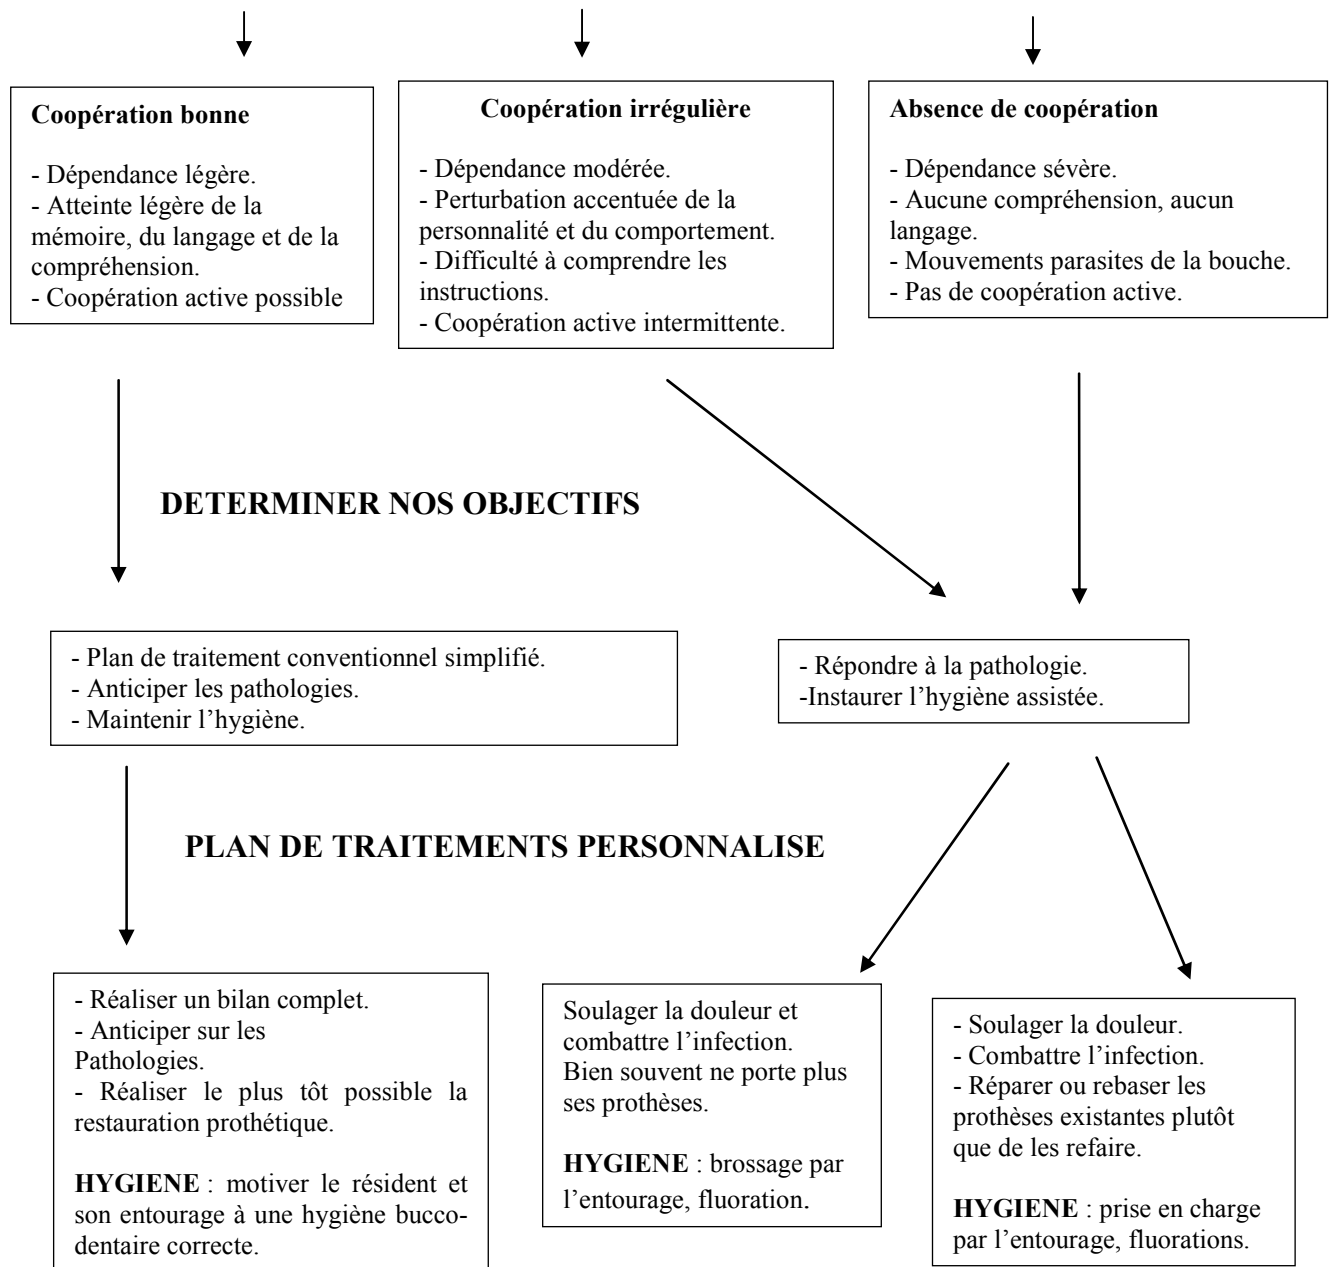 Coopération bonne
- Dépendance légère.
- Atteinte légère de la
mémoire, du langage et de la
compréhension.
- Coopération active possible
Coopération irrégulière
- Dépendance modérée.
- Perturbation accentuée de la
personnalité et du comportement.
- Difficulté à comprendre les
instructions.
- Coopération active intermittente.
Absence de coopération
- Dépendance sévère.
- Aucune compréhension, aucun
langage.
- Mouvements parasites de la bouche.
- Pas de coopération active.
DETERMINER NOS OBJECTIFS
- Plan de traitement conventionnel simplifié.
- Anticiper les pathologies.
- Maintenir l’hygiène.
- Répondre à la pathologie.
-Instaurer l’hygiène assistée.
PLAN DE TRAITEMENTS PERSONNALISE
- Réaliser un bilan complet.
- Anticiper sur les
Pathologies.
- Réaliser le plus tôt possible la
restauration prothétique.
HYGIENE : motiver le résident et
son entourage à une hygiène bucco-
dentaire correcte.
Soulager la douleur et
combattre l’infection.
Bien souvent ne porte plus
ses prothèses.
HYGIENE : brossage par
l’entourage, fluoration.
- Soulager la douleur.
- Combattre l’infection.
- Réparer ou rebaser les
prothèses existantes plutôt
que de les refaire.
HYGIENE : prise en charge
par l’entourage, fluorations.